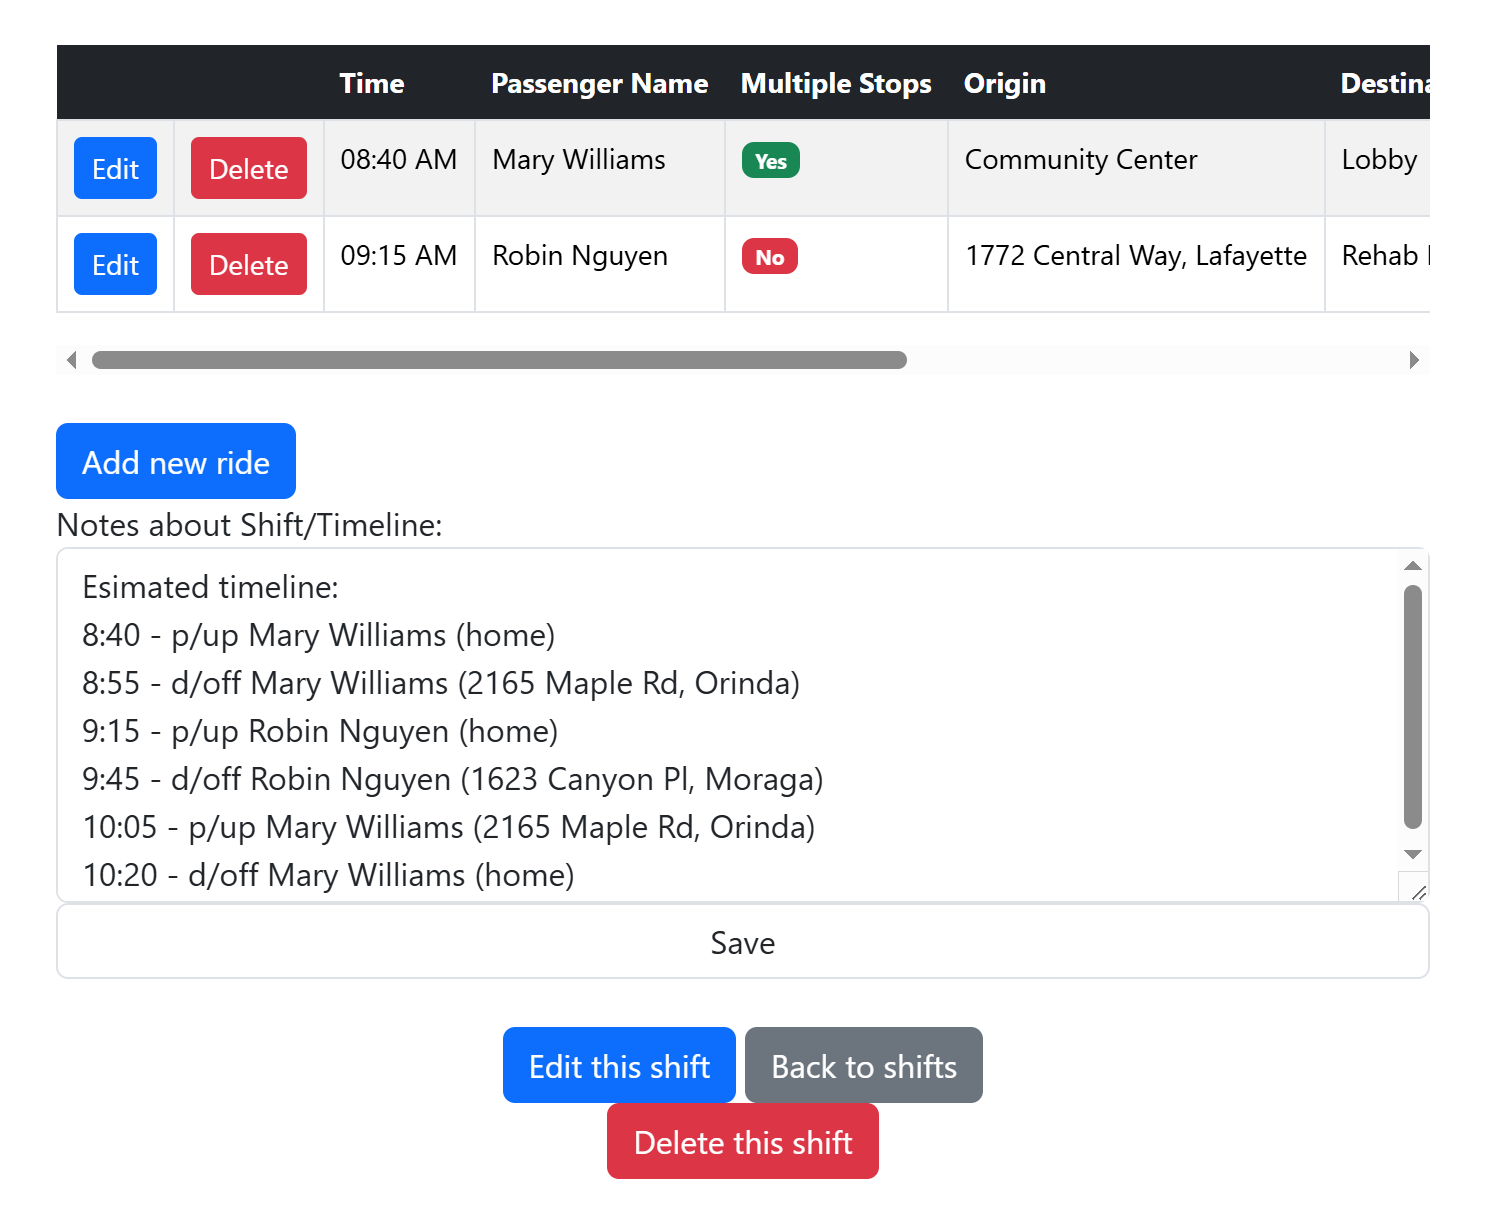 Time Passenger Name Multiple Stops Origin Destina
Edit Delete 08:40 AM Mary Williams Yes Community Center Lobby
Edit Delete 09:15 AM Robin Nguyen No 1772 Central Way, Lafayette Rehab
Add new ride
Notes about Shift/Timeline:
Esimated timeline:
8:40 - p/up Mary Williams (home)
8:55 - d/off Mary Williams (2165 Maple Rd, Orinda)
9:15 - p/up Robin Nguyen (home)
9:45 - d/off Robin Nguyen (1623 Canyon Pl, Moraga)
10:05 - p/up Mary Williams (2165 Maple Rd, Orinda)
10:20 - d/off Mary Williams (home)
Save
Edit this shift Back to shifts
Delete this shift